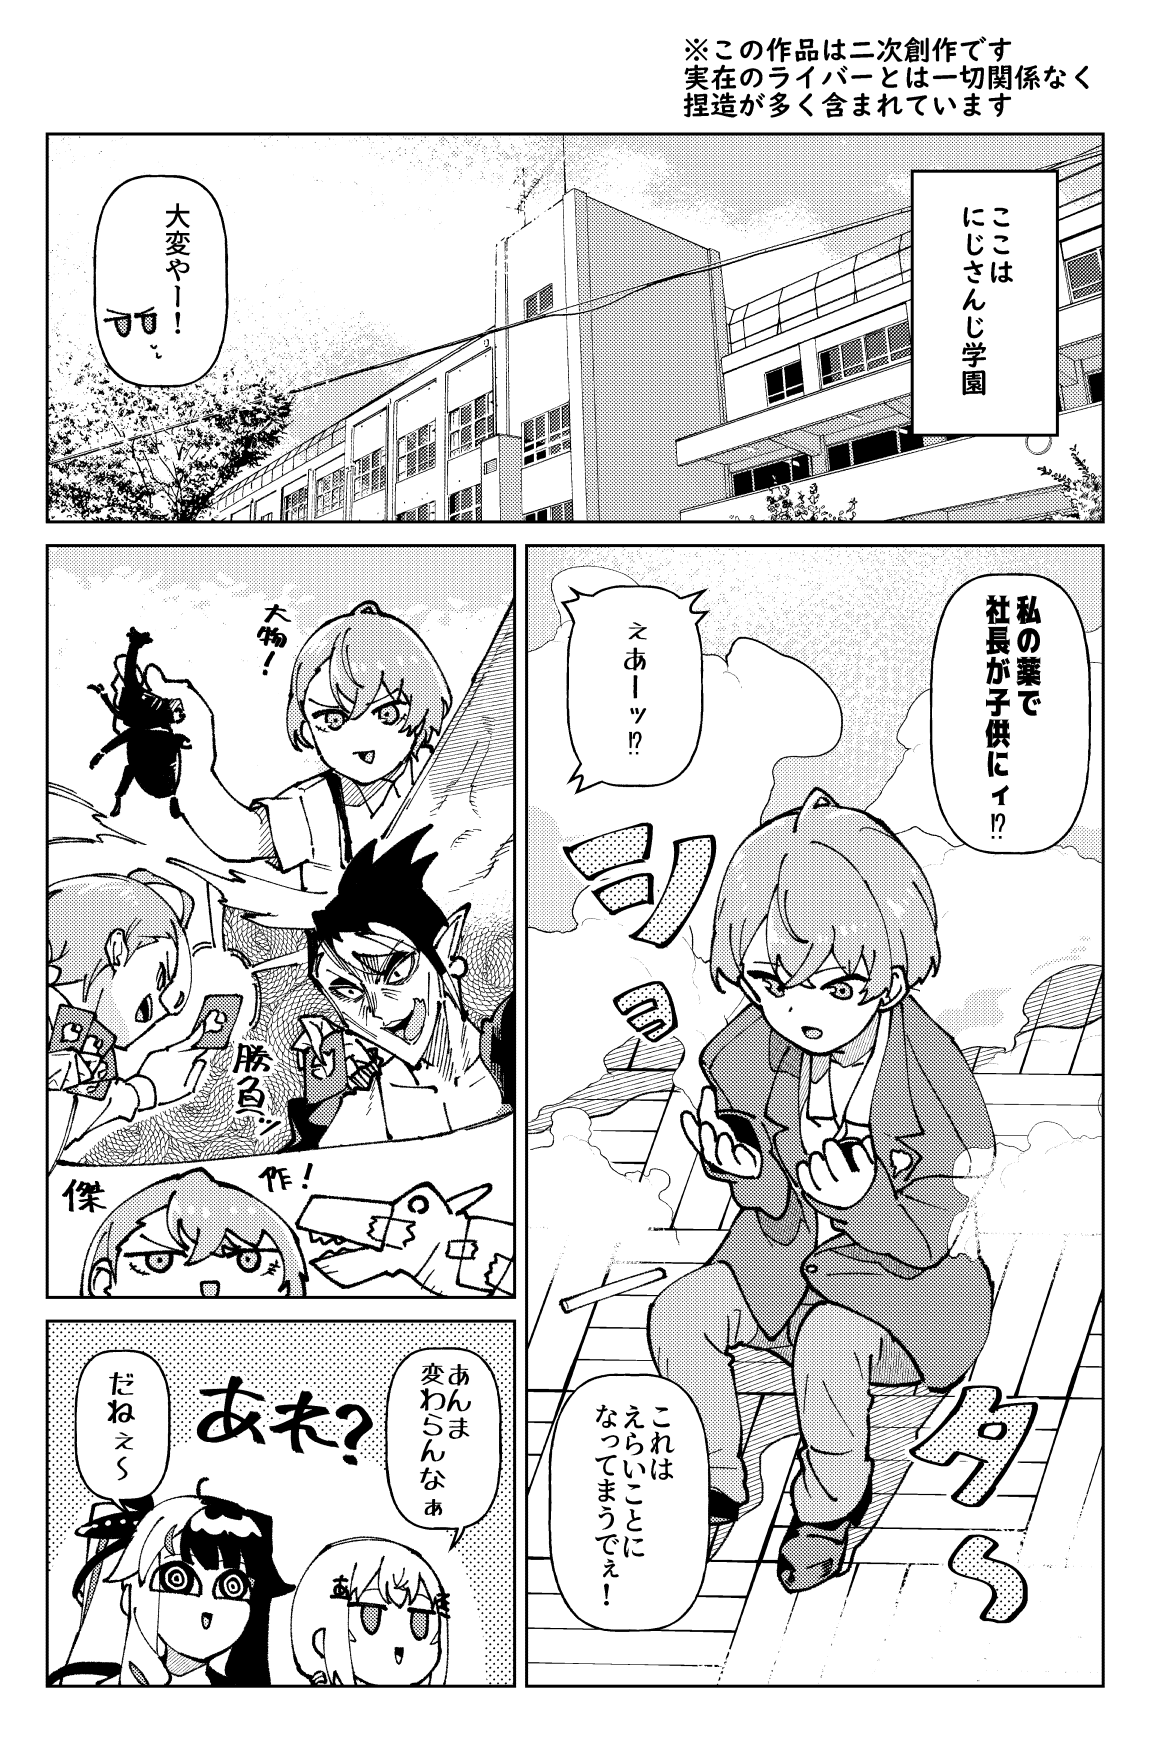 ※この作品は二次創作です
実在のライバーとは一切関係なく
捏造が多く含まれています
ここは
にじさんじ学園
大変やー！
私の薬で
社長が子供にィ⁉
えあーッ⁉
ショタ～
これは
えらいことに
なってまうでぇ！
大物！
勝負ッ
傑作！
あんま
変わらんなぁ
あれ？
だねぇ～